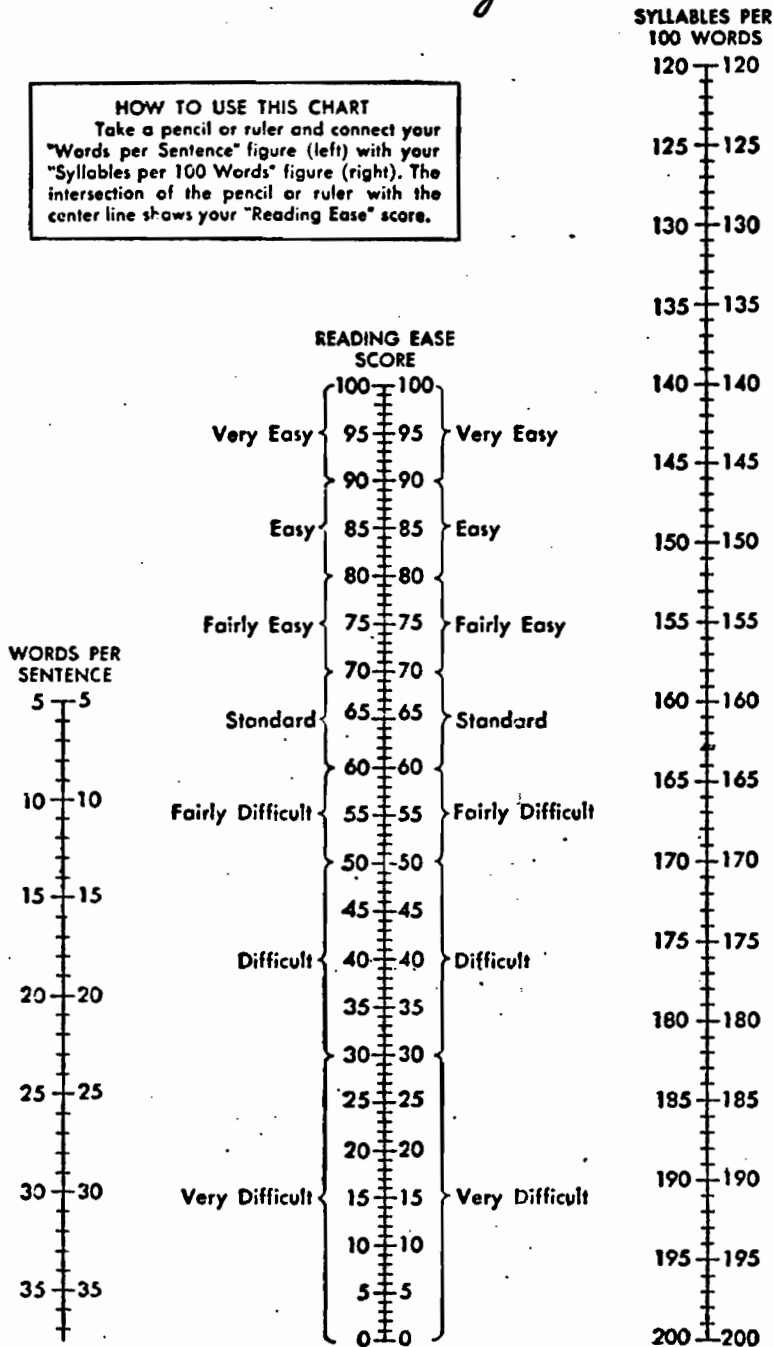 SYLLABLES PER
100 WORDS
HOW TO USE THIS CHART
Take a pencil or ruler and connect your
"Words per Sentence" figure (left) with your
"Syllables per 100 Words" figure (right). The
intersection of the pencil or ruler with the
center line shows your "Reading Ease" score.
120 120
125 125
130 130
135 135
READING EASE
SCORE
140 140
100 100
Very Easy 95 95 Very Easy
145 145
90 90
Easy 85 85 Easy
150 150
80 80
Fairly Easy 75 75 Fairly Easy
155 155
WORDS PER
SENTENCE
70 70
5 5
160 160
Standard 65 65 Standard
60 60
165 165
10 10
Fairly Difficult 55 55 Fairly Difficult
50 50
170 170
15 15
45 45
175 175
Difficult 40 40 Difficult
20 20
35 35
180 180
30 30
25 25
25 25
185 185
20 20
190 190
30 30
Very Difficult 15 15 Very Difficult
10 10
195 195
35 35
5 5
0 0
200 200